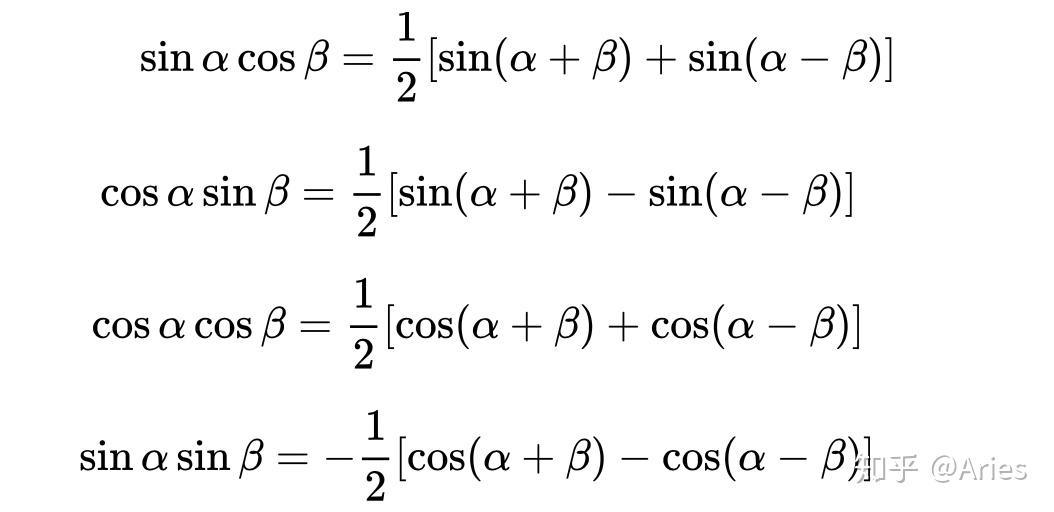 sin α cos β = 1/2 [sin(α + β) + sin(α − β)]
cos α sin β = 1/2 [sin(α + β) − sin(α − β)]
cos α cos β = 1/2 [cos(α + β) + cos(α − β)]
sin α sin β = −1/2 [cos(α + β) − cos(α − β)]
知乎 @Aries